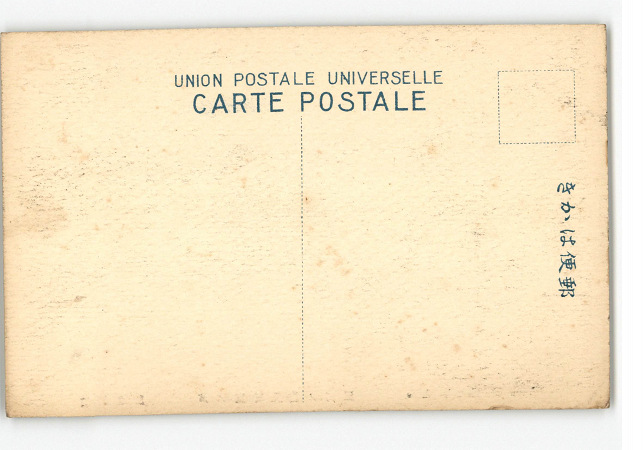 UNION POSTALE UNIVERSELLE
CARTE POSTALE
きかは便郵